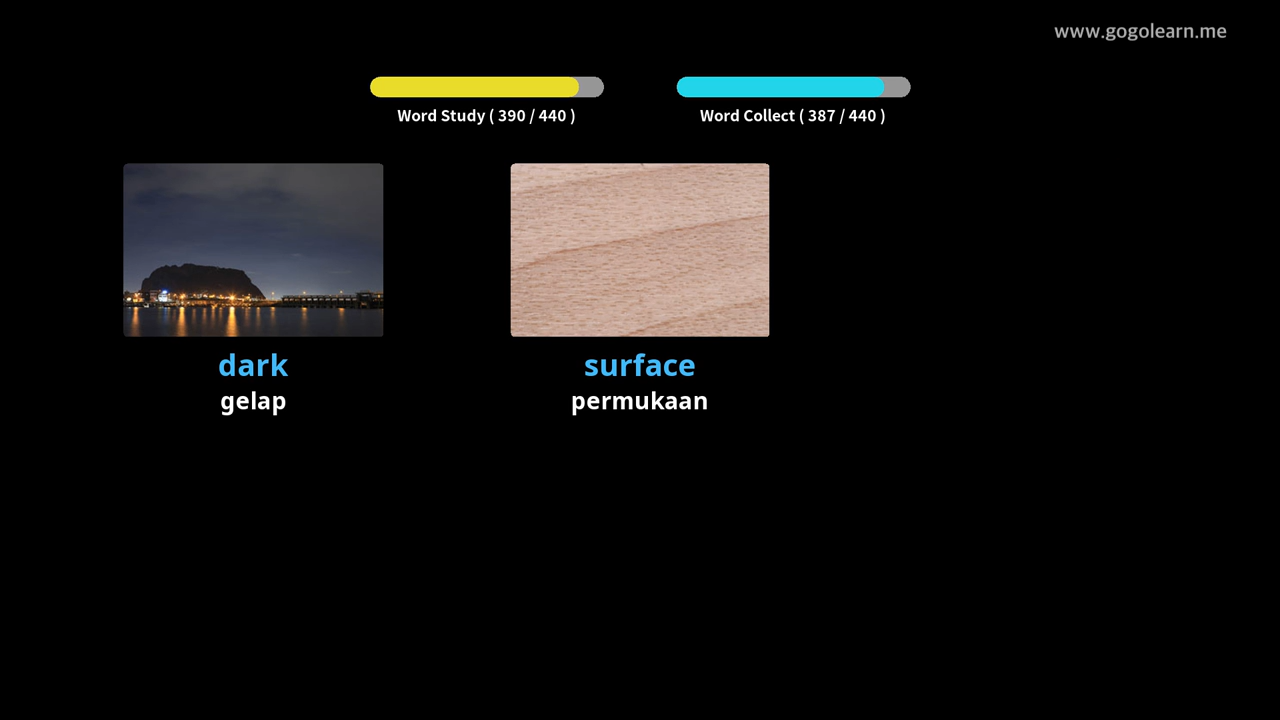 www.gogolearn.me
Word Study ( 390 / 440 )
Word Collect ( 387 / 440 )
dark
gelap
surface
permukaan